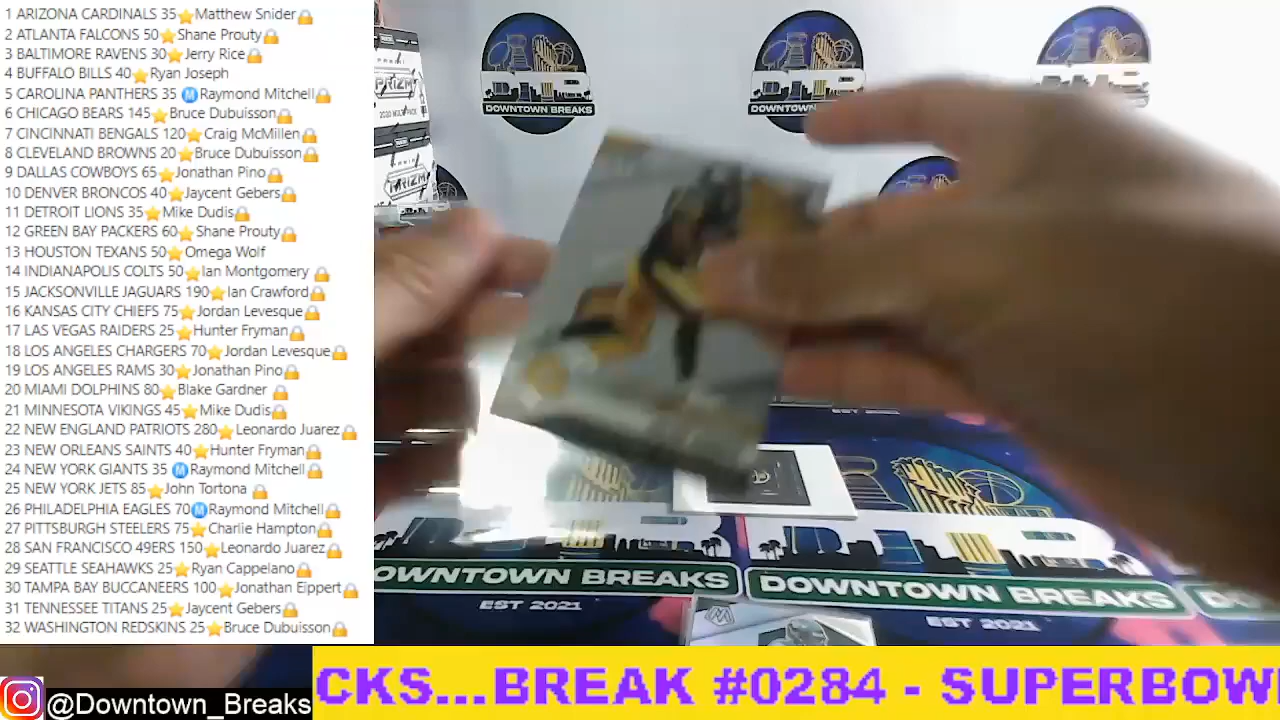 1 ARIZONA CARDINALS 35⭐Matthew Snider🔒
2 ATLANTA FALCONS 50⭐Shane Prouty🔒
3 BALTIMORE RAVENS 30⭐Jerry Rice🔒
4 BUFFALO BILLS 40⭐Ryan Joseph
5 CAROLINA PANTHERS 35 Ⓜ️Raymond Mitchell🔒
6 CHICAGO BEARS 145⭐Bruce Dubuisson🔒
7 CINCINNATI BENGALS 120⭐Craig McMillen🔒
8 CLEVELAND BROWNS 20⭐Bruce Dubuisson🔒
9 DALLAS COWBOYS 65⭐Jonathan Pino🔒
10 DENVER BRONCOS 40⭐Jaycent Gebers🔒
11 DETROIT LIONS 35⭐Mike Dudis🔒
12 GREEN BAY PACKERS 60⭐Shane Prouty🔒
13 HOUSTON TEXANS 50⭐Omega Wolf
14 INDIANAPOLIS COLTS 50⭐Ian Montgomery 🔒
15 JACKSONVILLE JAGUARS 190⭐Ian Crawford🔒
16 KANSAS CITY CHIEFS 75⭐Jordan Levesque🔒
17 LAS VEGAS RAIDERS 25⭐Hunter Fryman🔒
18 LOS ANGELES CHARGERS 70⭐Jordan Levesque🔒
19 LOS ANGELES RAMS 30⭐Jonathan Pino🔒
20 MIAMI DOLPHINS 80⭐Blake Gardner 🔒
21 MINNESOTA VIKINGS 45⭐Mike Dudis🔒
22 NEW ENGLAND PATRIOTS 280⭐Leonardo Juarez🔒
23 NEW ORLEANS SAINTS 40⭐Hunter Fryman🔒
24 NEW YORK GIANTS 35 Ⓜ️Raymond Mitchell🔒
25 NEW YORK JETS 85⭐John Tortona 🔒
26 PHILADELPHIA EAGLES 70Ⓜ️Raymond Mitchell🔒
27 PITTSBURGH STEELERS 75⭐Charlie Hampton🔒
28 SAN FRANCISCO 49ERS 150⭐Leonardo Juarez🔒
29 SEATTLE SEAHAWKS 25⭐Ryan Cappelano🔒
30 TAMPA BAY BUCCANEERS 100⭐Jonathan Eippert🔒
31 TENNESSEE TITANS 25⭐Jaycent Gebers🔒
32 WASHINGTON REDSKINS 25⭐Bruce Dubuisson🔒
PRIZM
PRIZM
DTB
DOWNTOWN BREAKS
DTB
DOWNTOWN BREAKS
OWNTOWN BREAKS
EST 2021
DOWNTOWN BREAKS
EST 2021
@Downtown_Breaks
CKS...BREAK #0284 - SUPERBOW